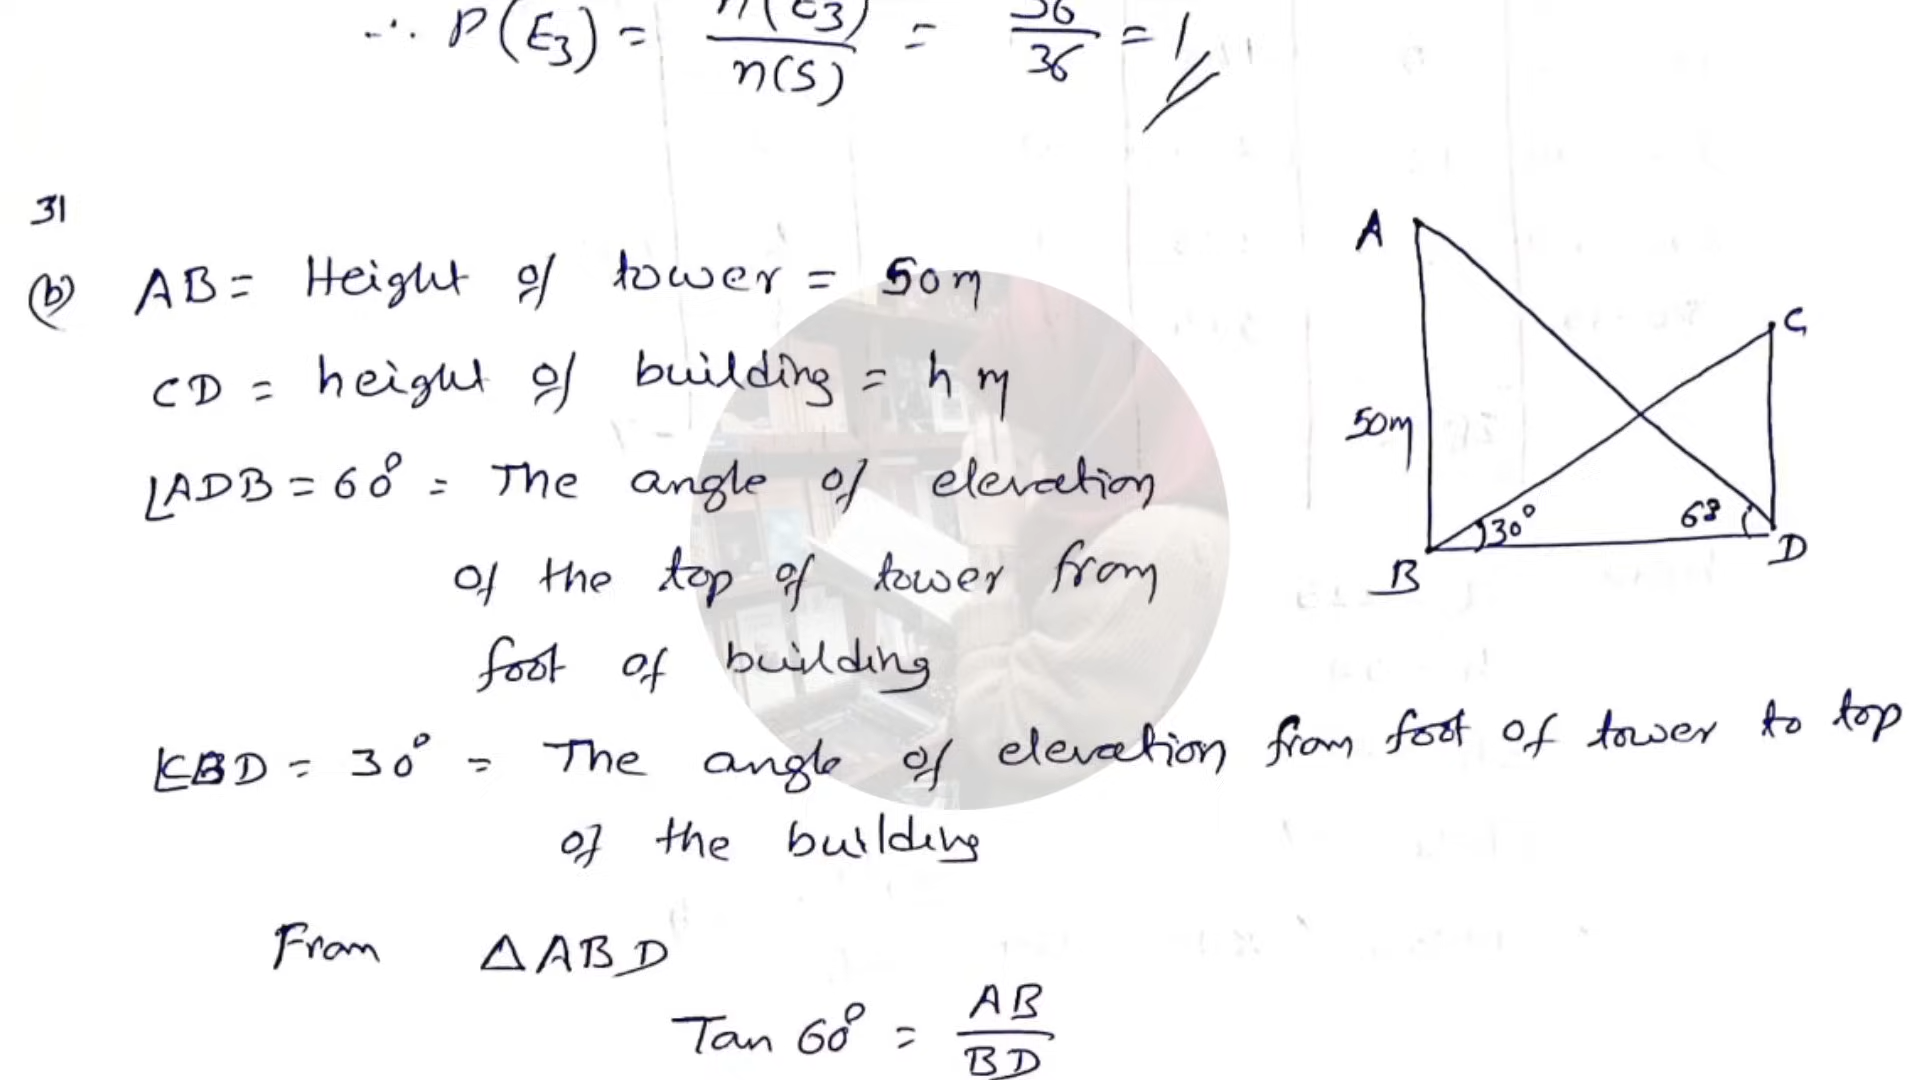 ∴ P(E3) = n(E3)/n(S) = 36/36 = 1
31
(b) AB = Height of tower = 50m
CD = height of building = h m
∠ADB = 60° = The angle of elevation
of the top of tower from
foot of building
∠CBD = 30° = The angle of elevation from foot of tower to top
of the building
From △ABD
Tan 60° = AB/BD
A
C
50m
30°
60°
B
D